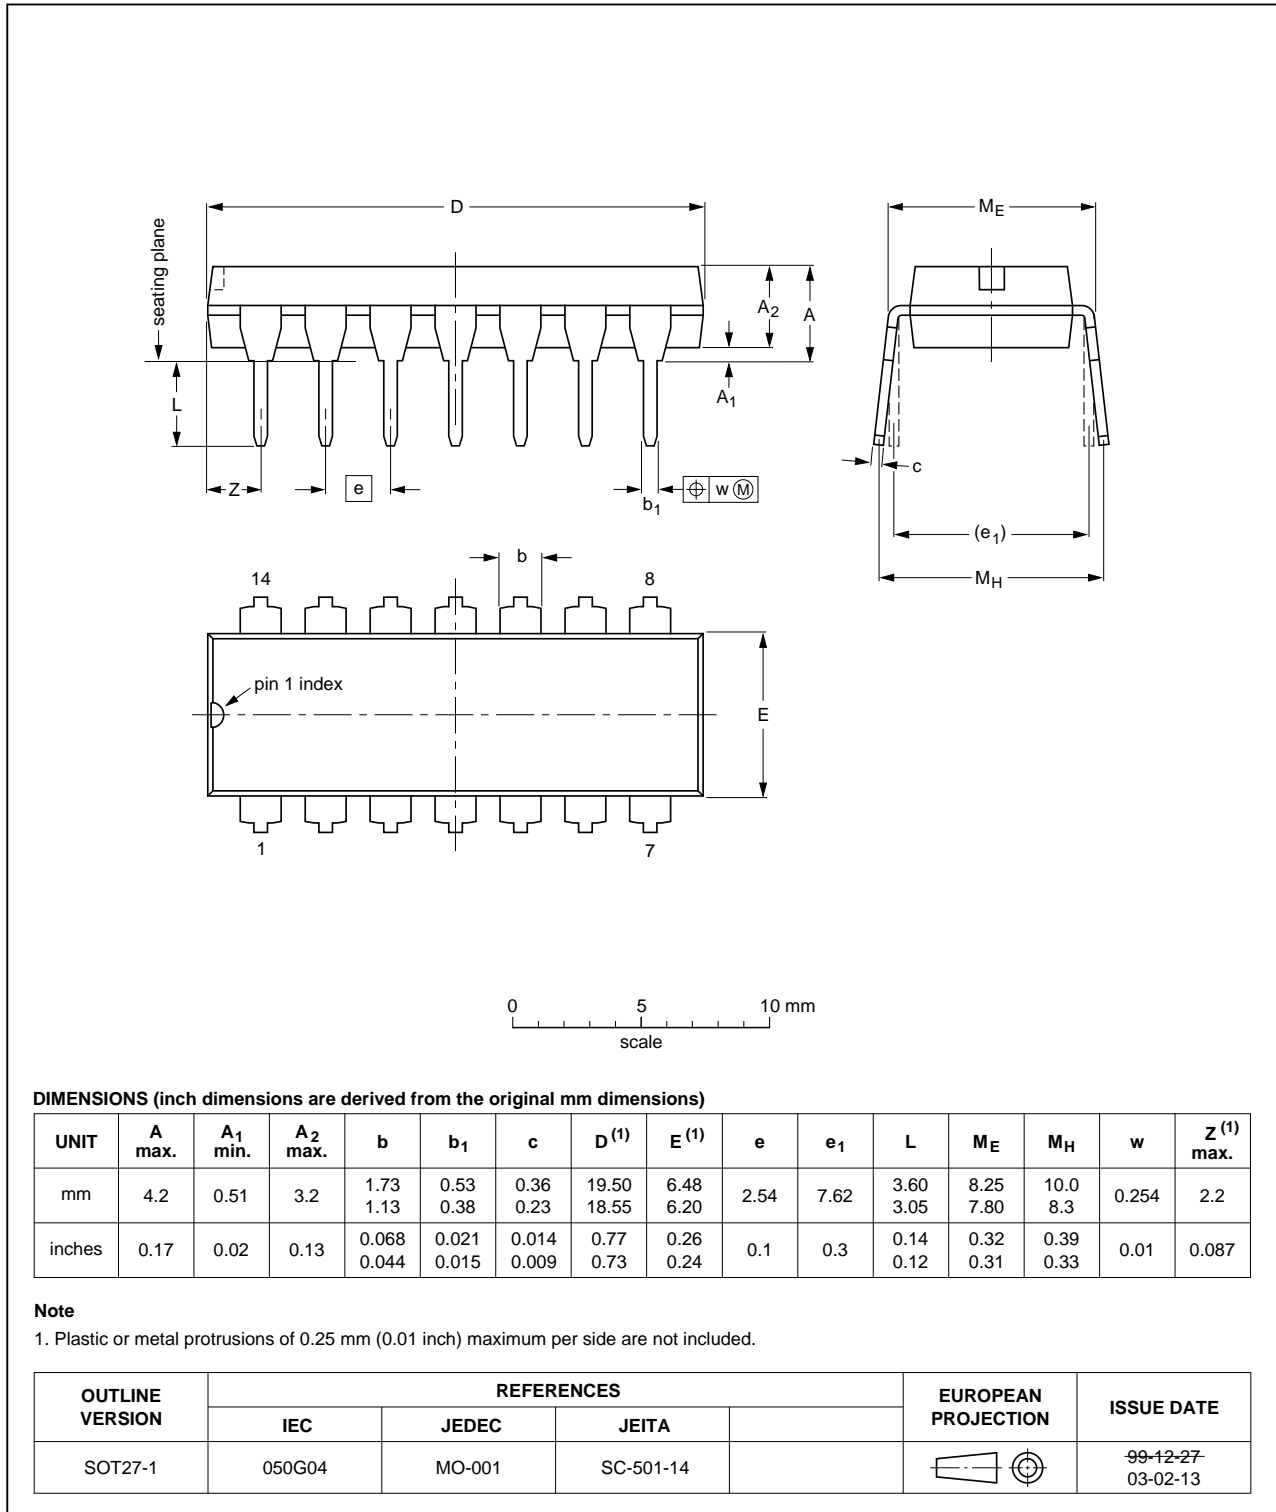 D
M_E
seating plane
A_2
A
L
A_1
c
Z
e
b_1
w M
(e_1)
M_H
b
14
8
pin 1 index
E
1
7
0
5
10 mm
scale
DIMENSIONS (inch dimensions are derived from the original mm dimensions)
UNIT A max. A1 min. A2 max. b b1 c D(1) E(1) e e1 L ME MH w Z(1) max.
mm 4.2 0.51 3.2 1.73 1.13 0.53 0.38 0.36 0.23 19.50 18.55 6.48 6.20 2.54 7.62 3.60 3.05 8.25 7.80 10.0 8.3 0.254 2.2
inches 0.17 0.02 0.13 0.068 0.044 0.021 0.015 0.014 0.009 0.77 0.73 0.26 0.24 0.1 0.3 0.14 0.12 0.32 0.31 0.39 0.33 0.01 0.087
Note
1. Plastic or metal protrusions of 0.25 mm (0.01 inch) maximum per side are not included.
OUTLINE VERSION REFERENCES EUROPEAN PROJECTION ISSUE DATE
IEC JEDEC JEITA
SOT27-1 050G04 MO-001 SC-501-14 99-12-27
03-02-13